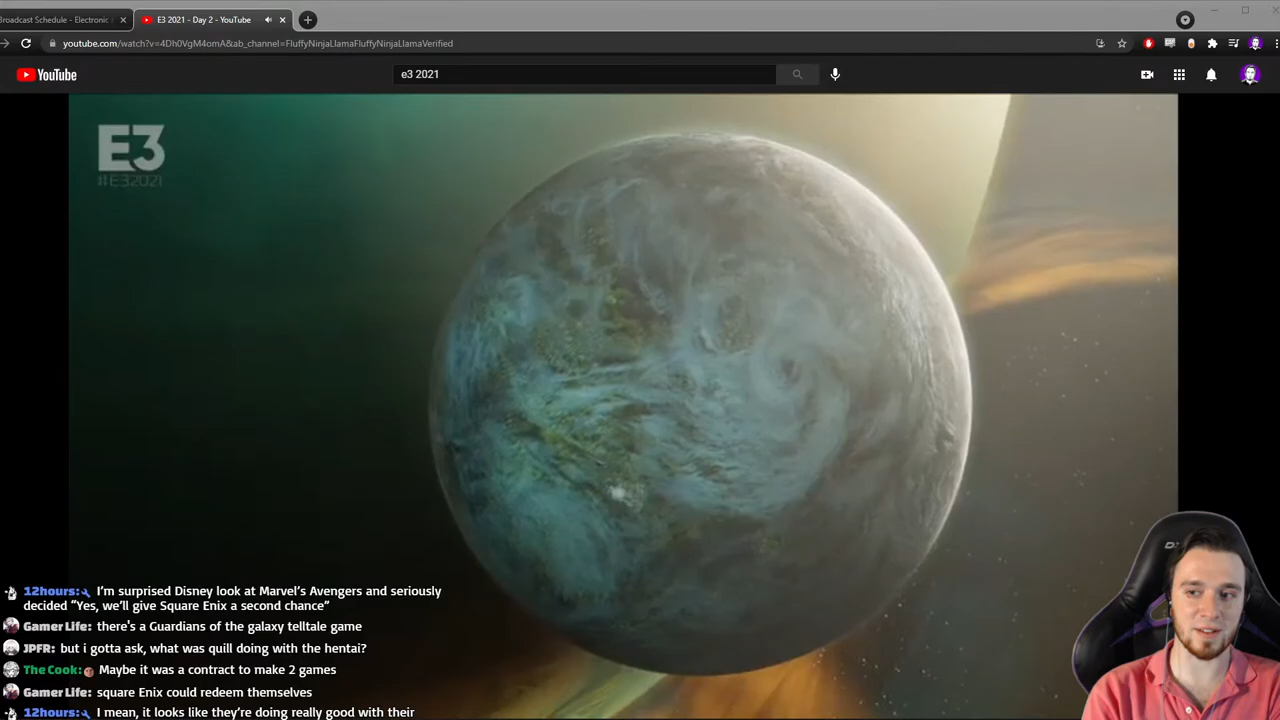 Broadcast Schedule - Electronic
E3 2021 - Day 2 - YouTube
youtube.com/watch?v=4Dh0VgM4omA&ab_channel=FluffyNinjaLlamaFluffyNinjaLlamaVerified
YouTube
e3 2021
E3
#E32021
12hours: I'm surprised Disney look at Marvel's Avengers and seriously
decided "Yes, we'll give Square Enix a second chance"
Gamer Life: there's a Guardians of the galaxy telltale game
JPFR: but i gotta ask, what was quill doing with the hentai?
The Cook: Maybe it was a contract to make 2 games
Gamer Life: square Enix could redeem themselves
12hours: I mean, it looks like they're doing really good with their